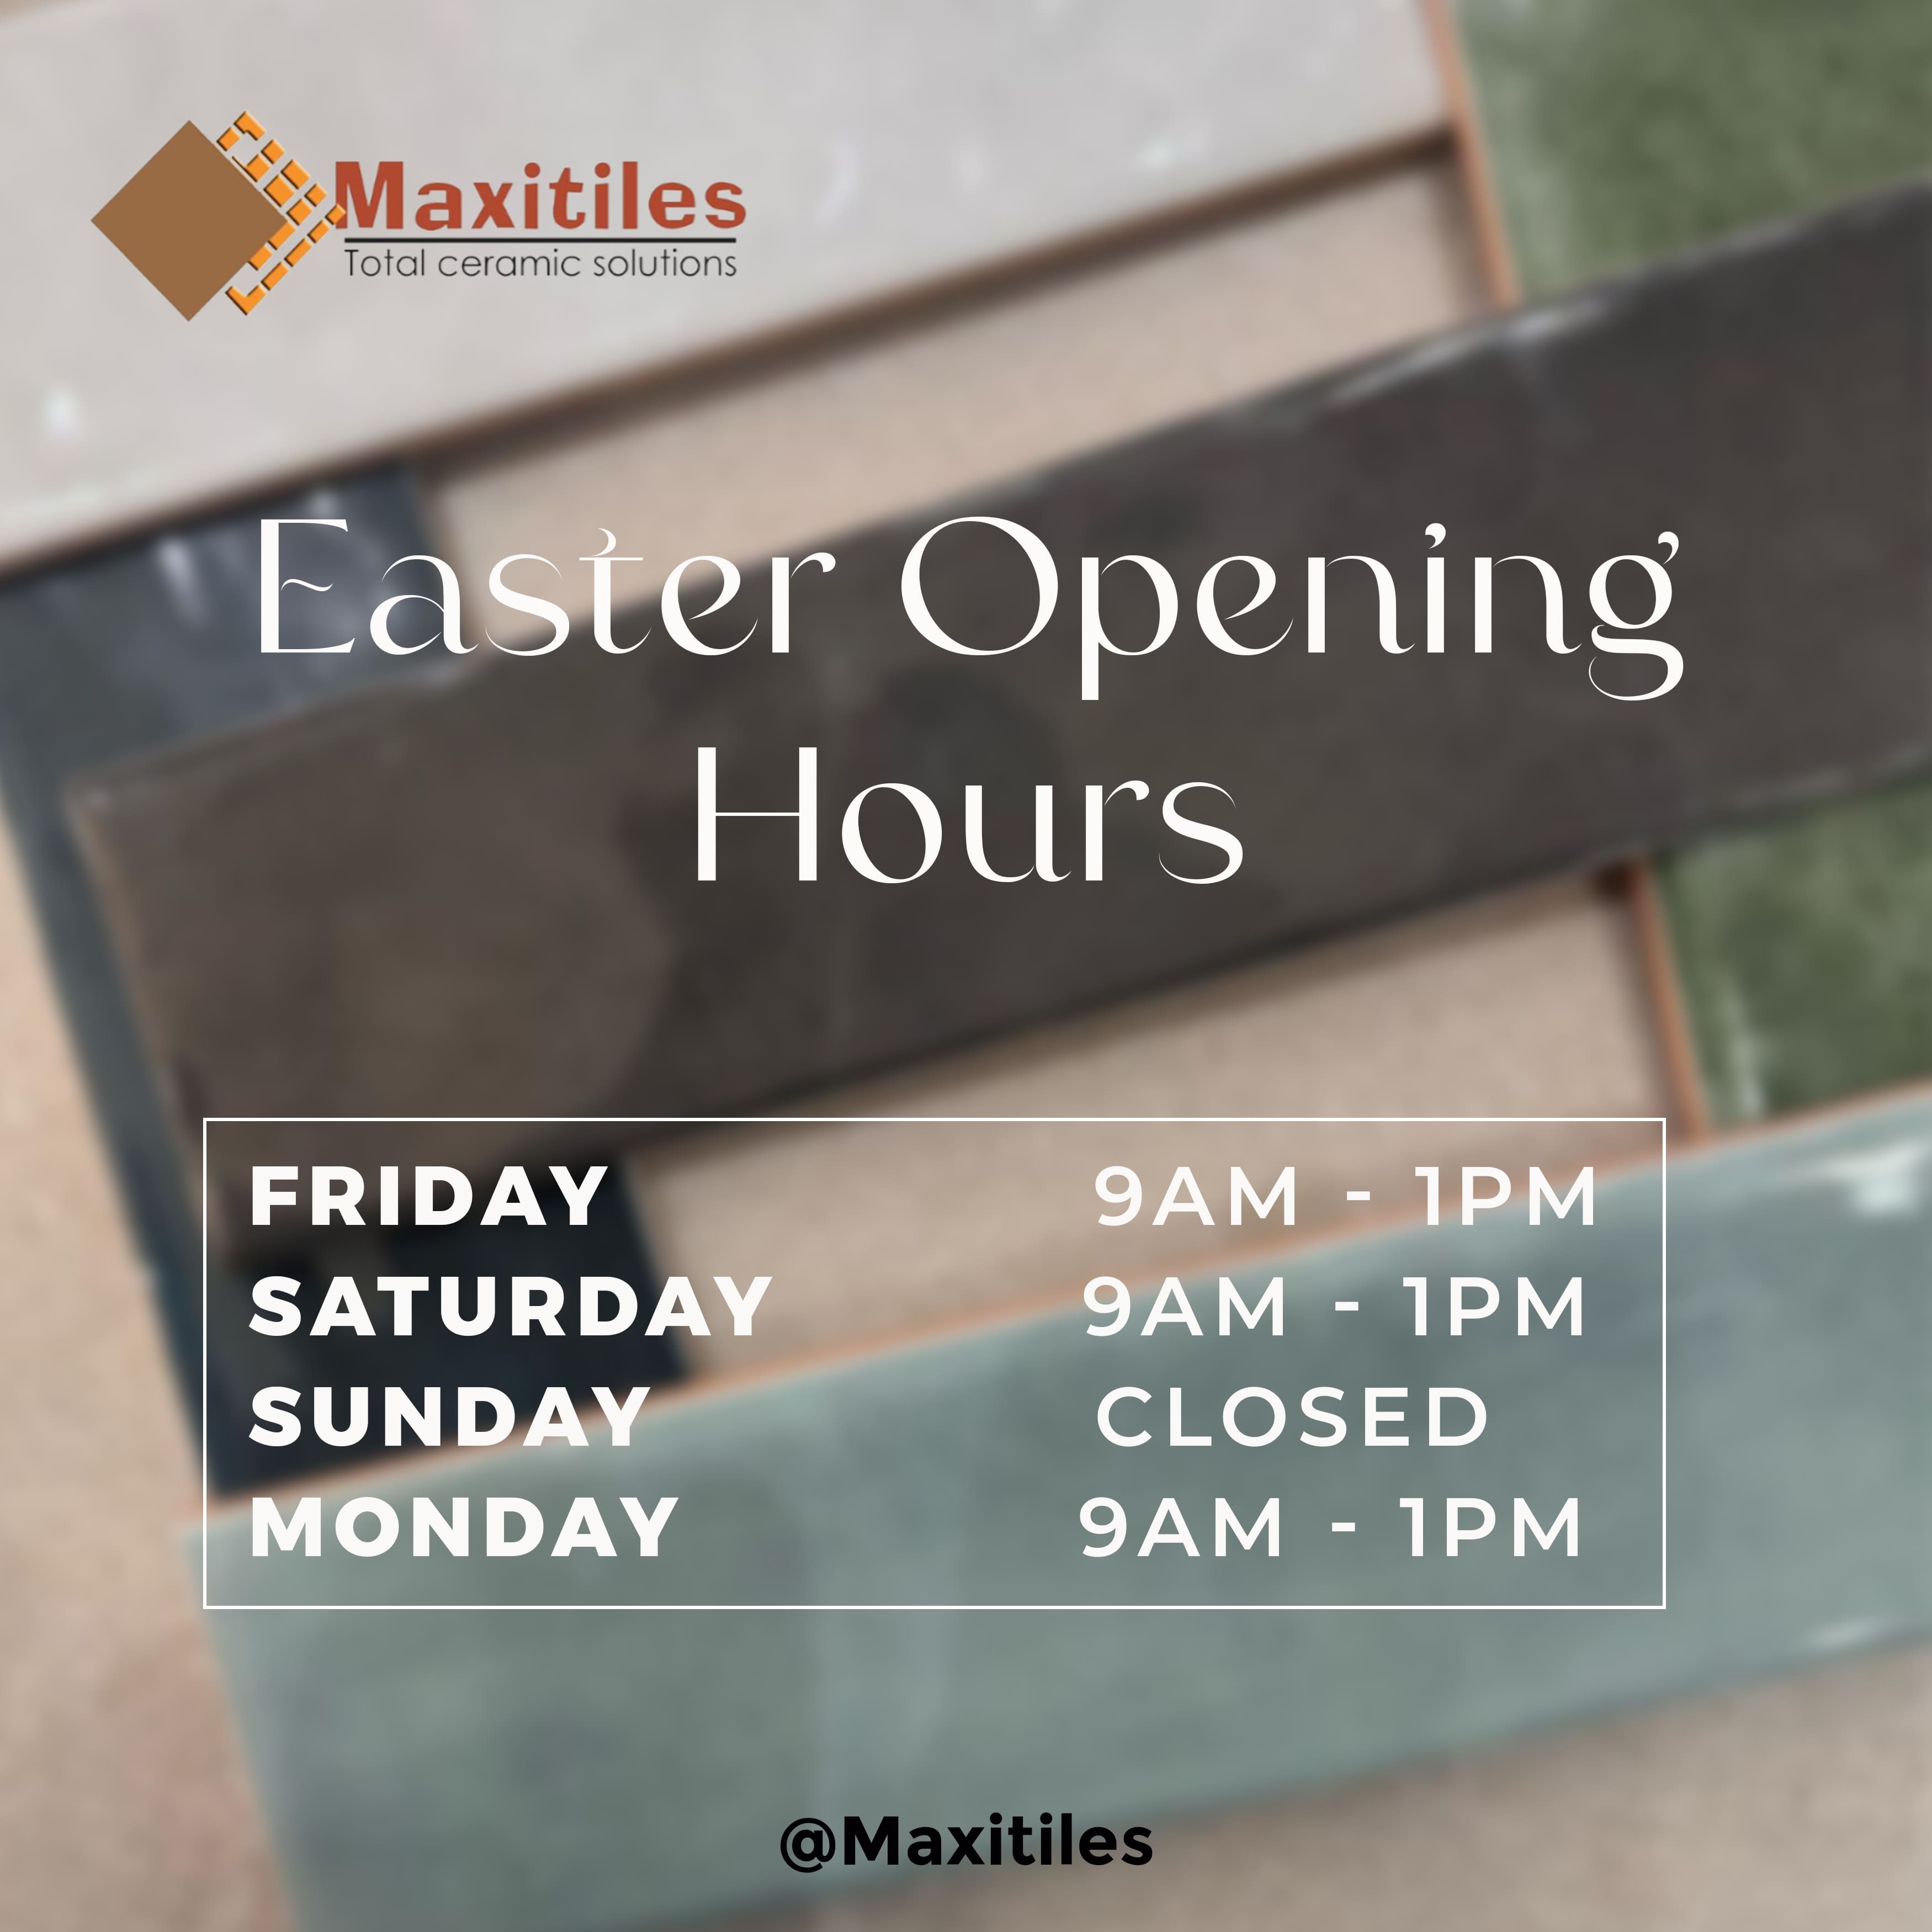 Maxitiles
Total ceramic solutions
Easter Opening
Hours
FRIDAY 9AM - 1PM
SATURDAY 9AM - 1PM
SUNDAY CLOSED
MONDAY 9AM - 1PM
@Maxitiles